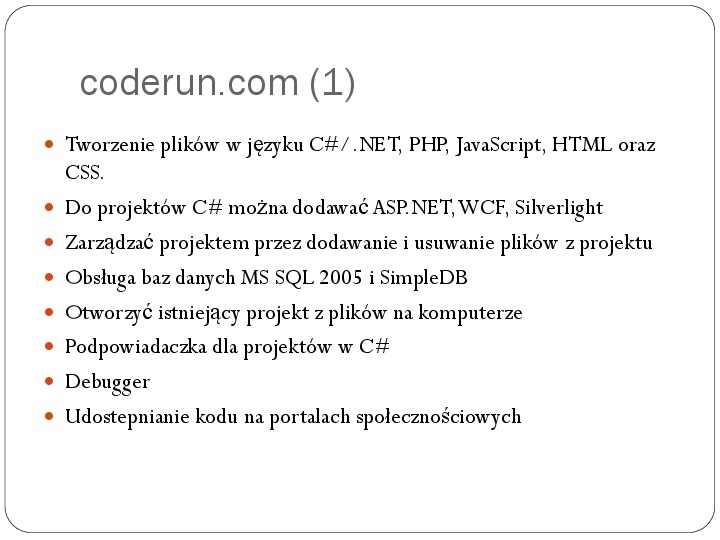 coderun.com (1)
• Tworzenie plików w języku C#/.NET, PHP, JavaScript, HTML oraz
CSS.
• Do projektów C# można dodawać ASP.NET, WCF, Silverlight
• Zarządzać projektem przez dodawanie i usuwanie plików z projektu
• Obsługa baz danych MS SQL 2005 i SimpleDB
• Otworzyć istniejący projekt z plików na komputerze
• Podpowiadaczka dla projektów w C#
• Debugger
• Udostepnianie kodu na portalach społecznościowych